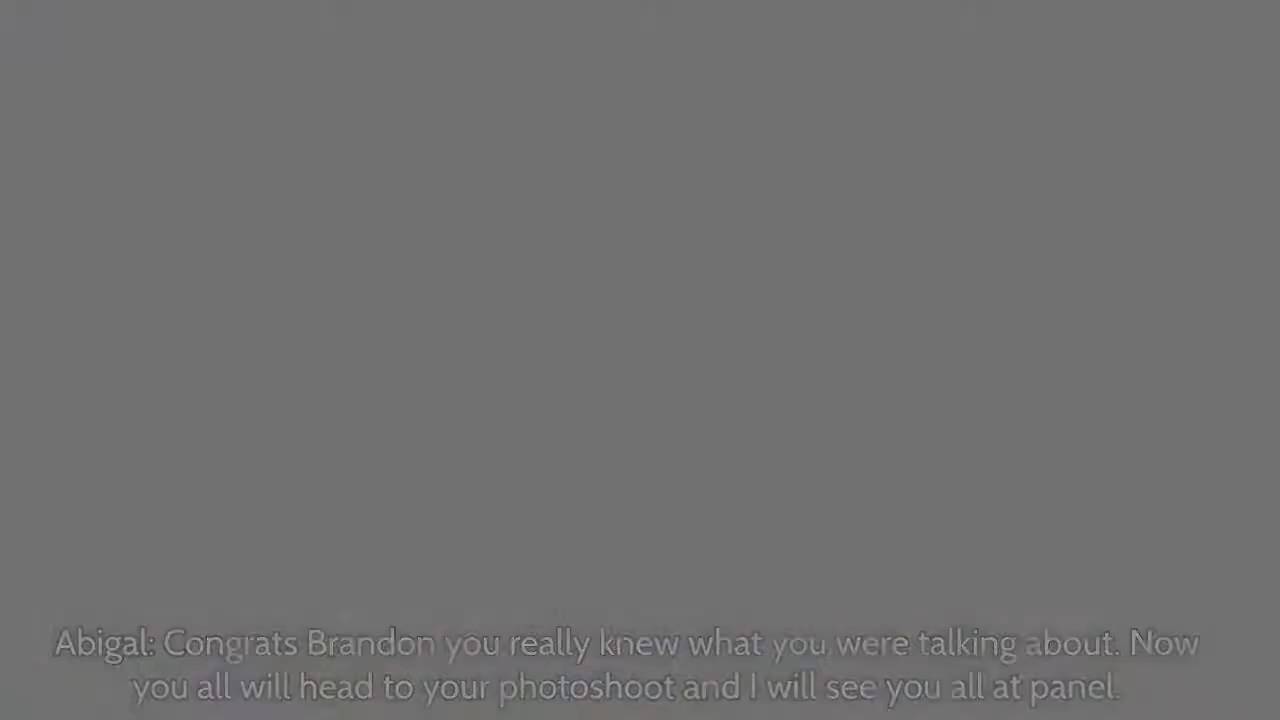 Abigal: Congrats Brandon you really knew what you were talking about. Now
you all will head to your photoshoot and I will see you all at panel.